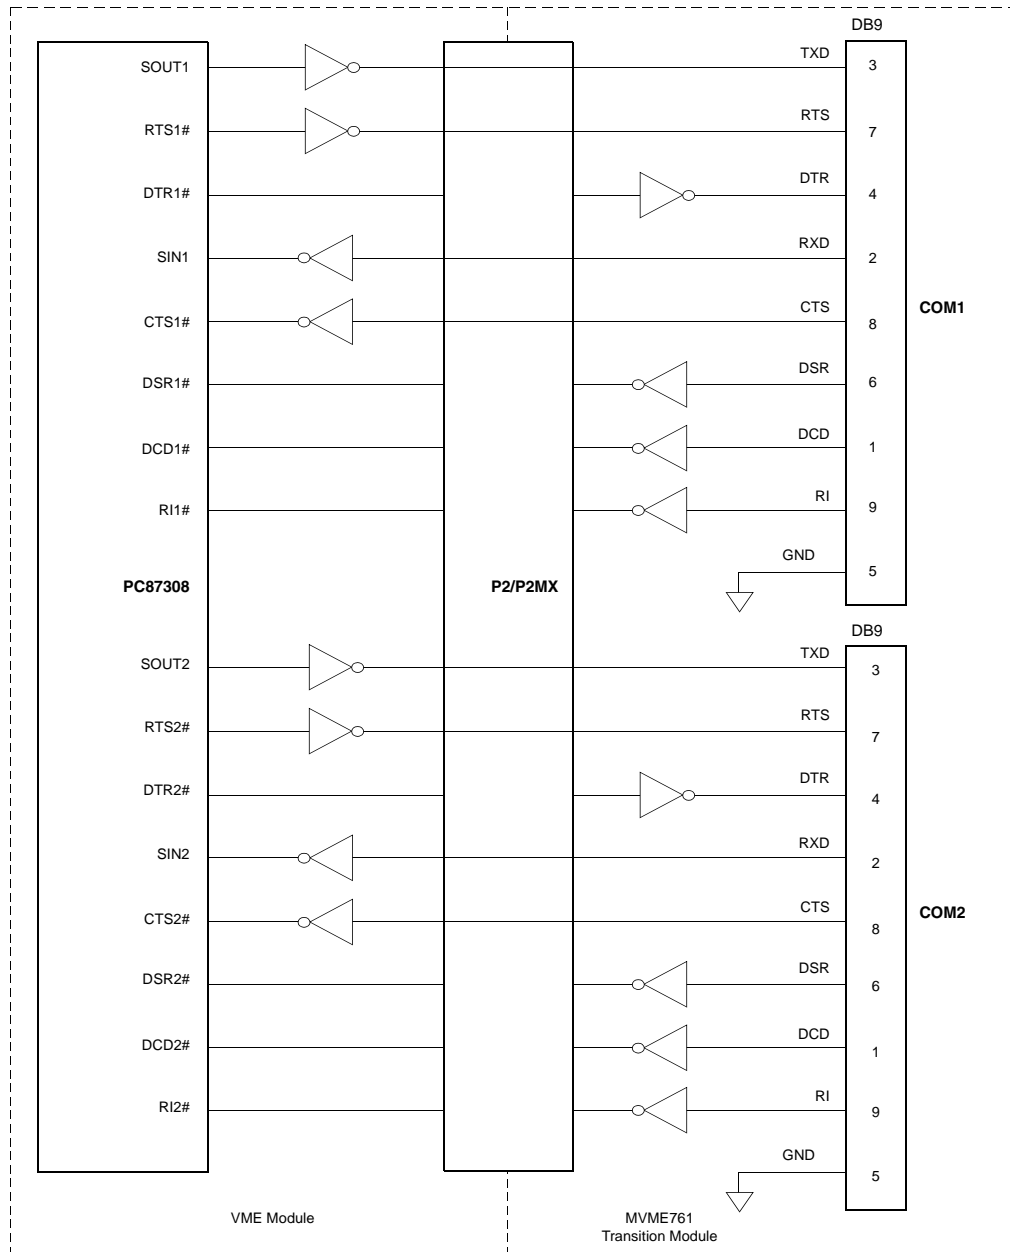 DB9
SOUT1 TXD 3
RTS1# RTS 7
DTR1# DTR 4
SIN1 RXD 2
COM1
CTS1# CTS 8
DSR1# DSR 6
DCD1# DCD 1
RI1# RI 9
GND 5
PC87308 P2/P2MX
DB9
SOUT2 TXD 3
RTS2# RTS 7
DTR2# DTR 4
SIN2 RXD 2
COM2
CTS2# CTS 8
DSR2# DSR 6
DCD2# DCD 1
RI2# RI 9
GND 5
VME Module
MVME761
Transition Module